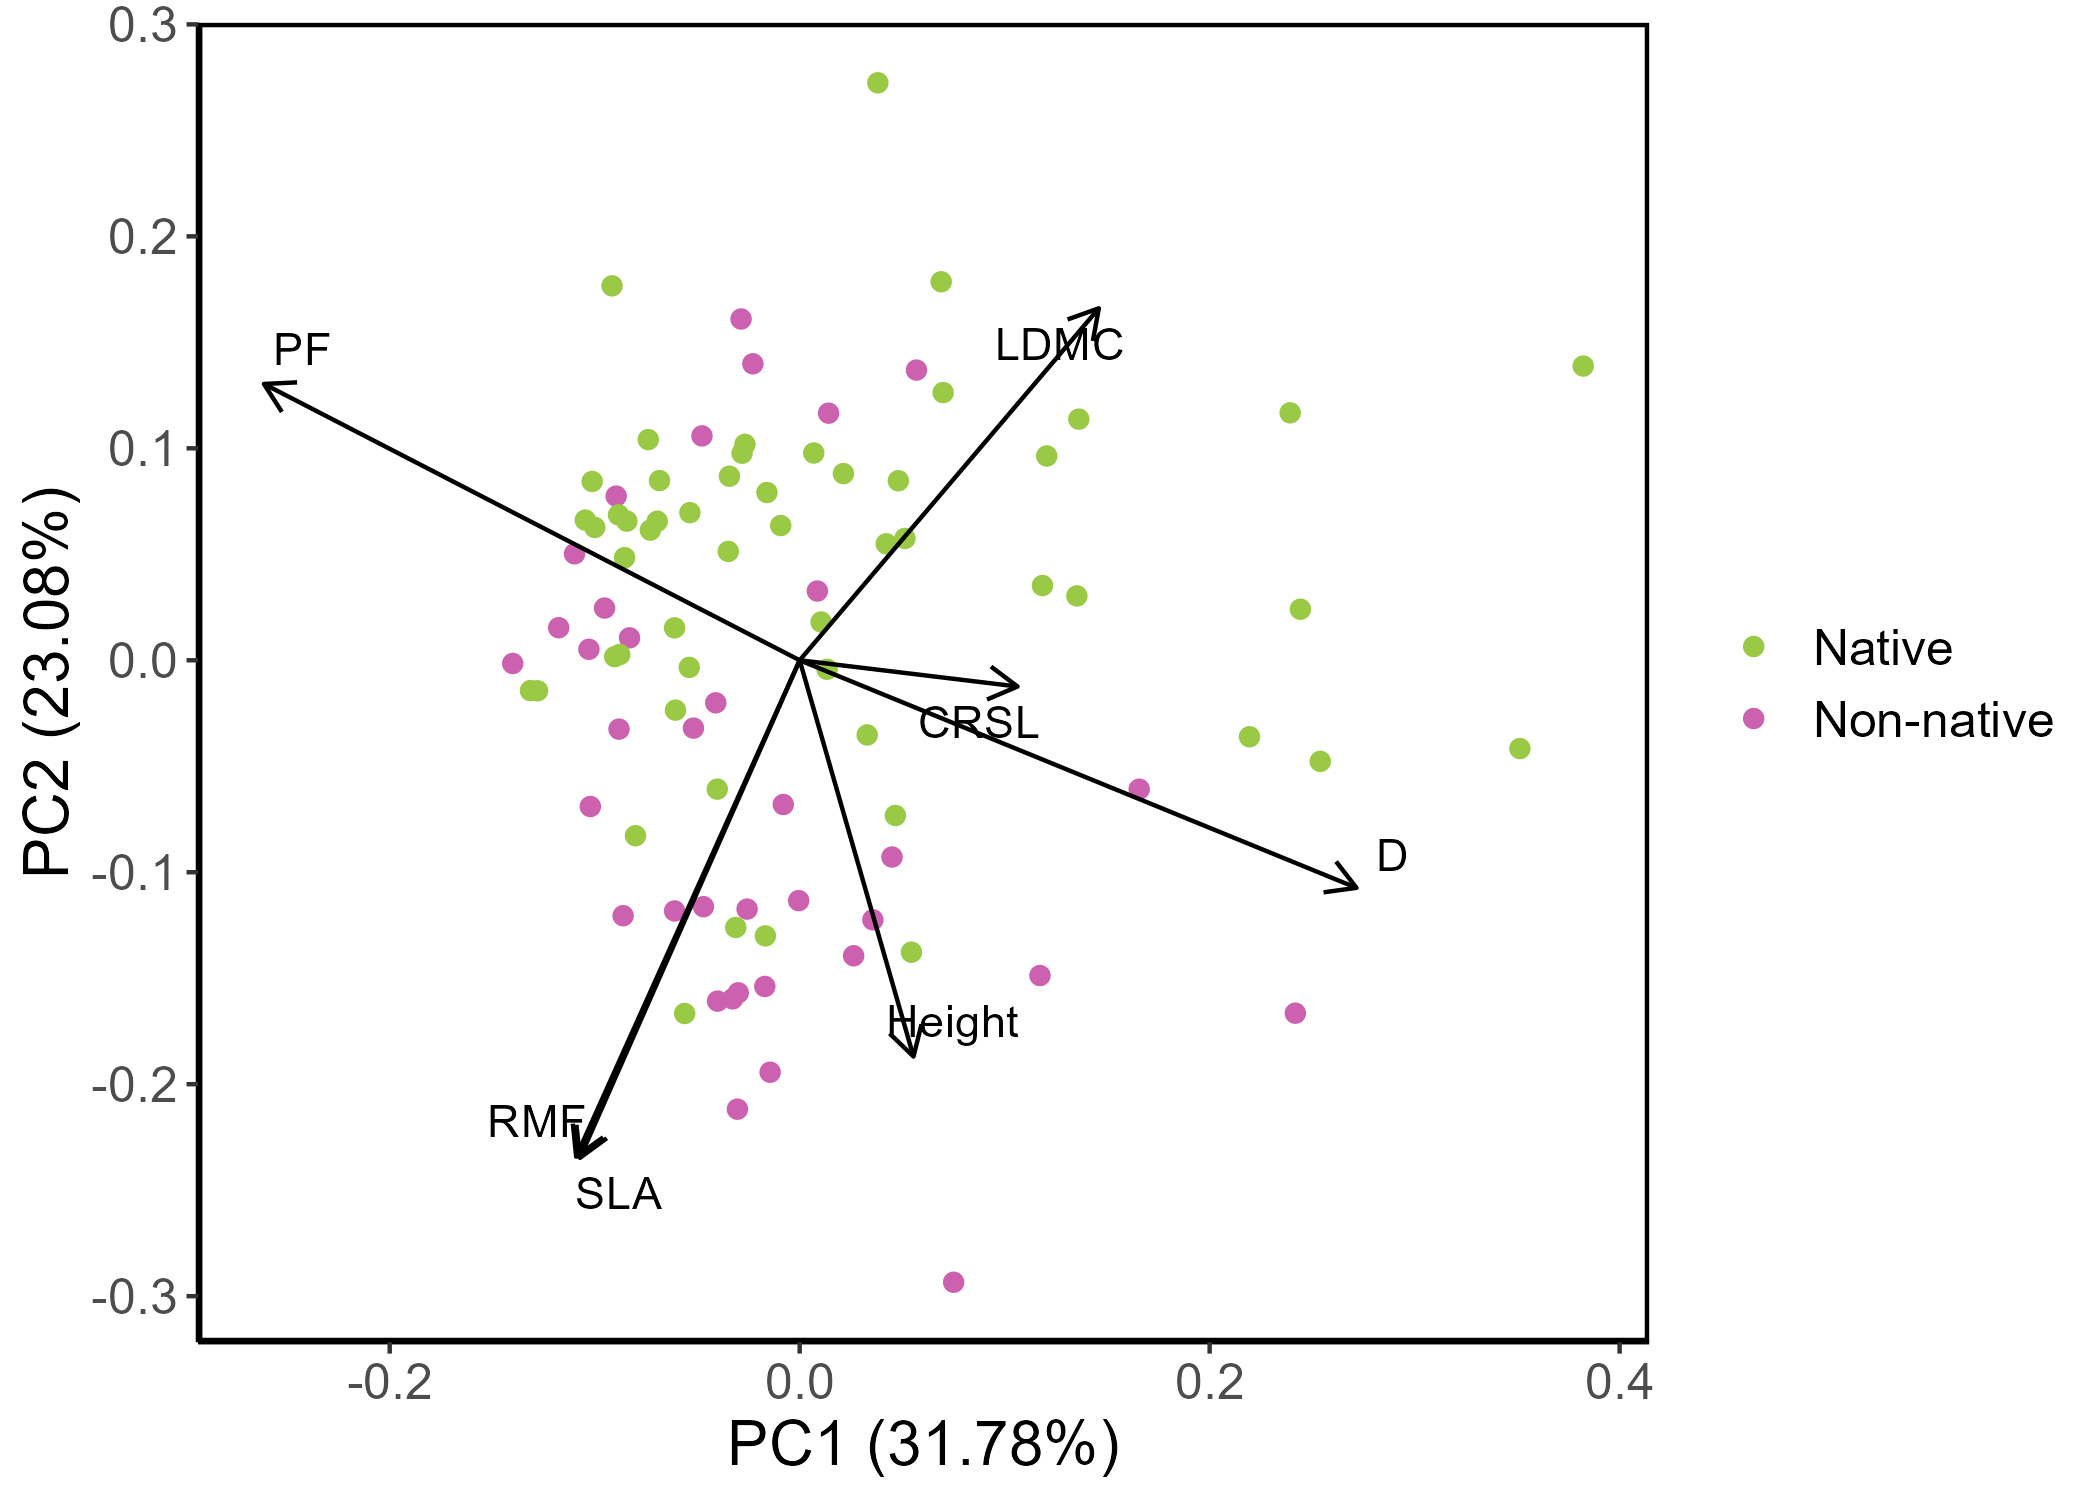 0.3
0.2
0.1
0.0
-0.1
-0.2
-0.3
PC2 (23.08%)
PF
LDMC
CRSL
D
Height
RMF
SLA
-0.2
0.0
0.2
0.4
PC1 (31.78%)
Native
Non-native